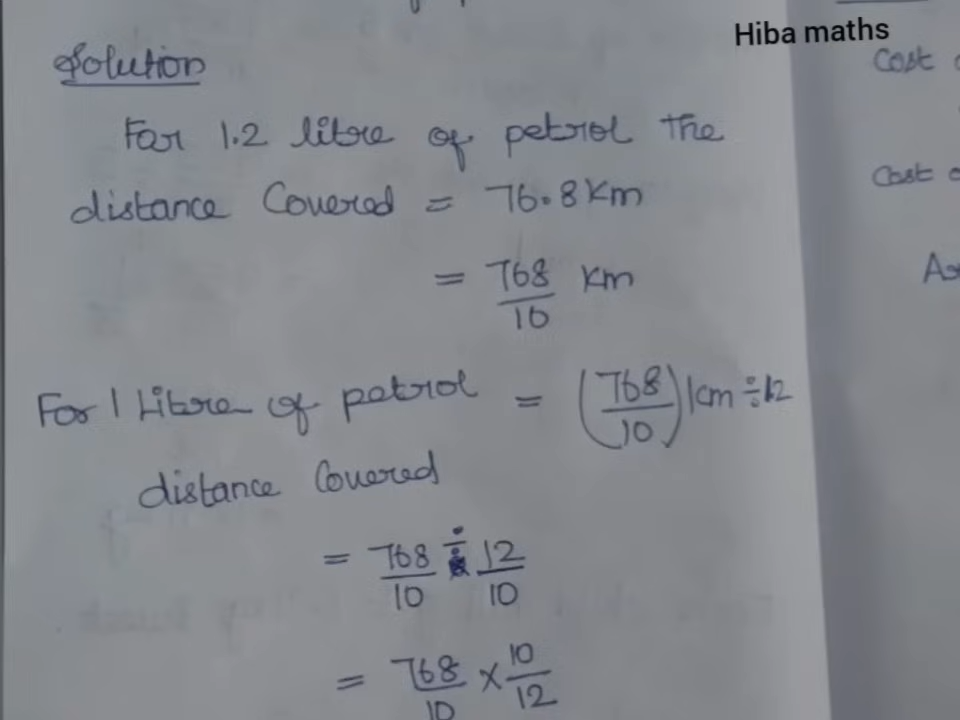 Hiba maths
Solution
For 1.2 litre of petrol The
distance Covered = 76.8 Km
= 768/10 Km
For 1 Litre of petrol = (768/10) km ÷ 12
distance Covered
= 768/10 ÷ 12/10
= 768/10 × 10/12
Cost
Cost